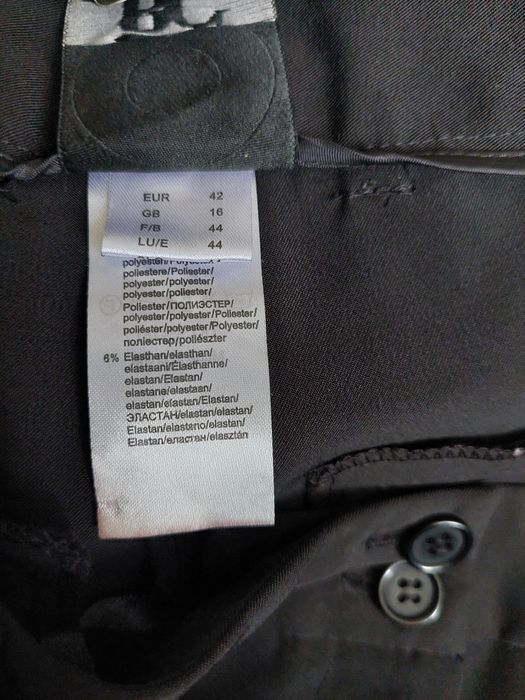 EUR 42
GB 16
F/B 44
LU/E 44
poliestere/Poliester/
polyester/polyester/
polyester/poliester/
Poliester/ПОЛИЭСТЕР/
polyester/polyester/Poliester/
poliéster/polyester/Polyester/
полиестер/poliészter
6% Elasthan/elasthan/
elastaani/Élasthanne/
elastan/Elastan/
elastane/elastaan/
elastan/elastan/Elastan/
ЭЛАСТАН/elastan/elastan/
Elastan/elastano/elastan/
Elastan/еластан/elasztán